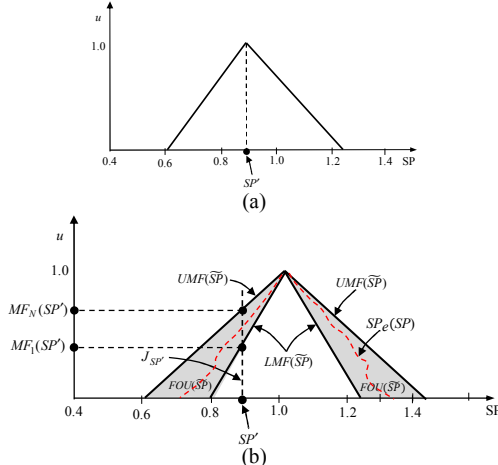 u
1.0
0.4 0.6 0.8 1.0 1.2 1.4 SP
SP'
(a)
u
1.0
UMF(S̃P) UMF(S̃P)
MF_N(SP')
SP_e(SP)
MF_1(SP')
J_SP' LMF(S̃P)
FOU(S̃P) FOU(S̃P)
0.4 0.6 0.8 1.0 1.2 1.4 SP
SP'
(b)